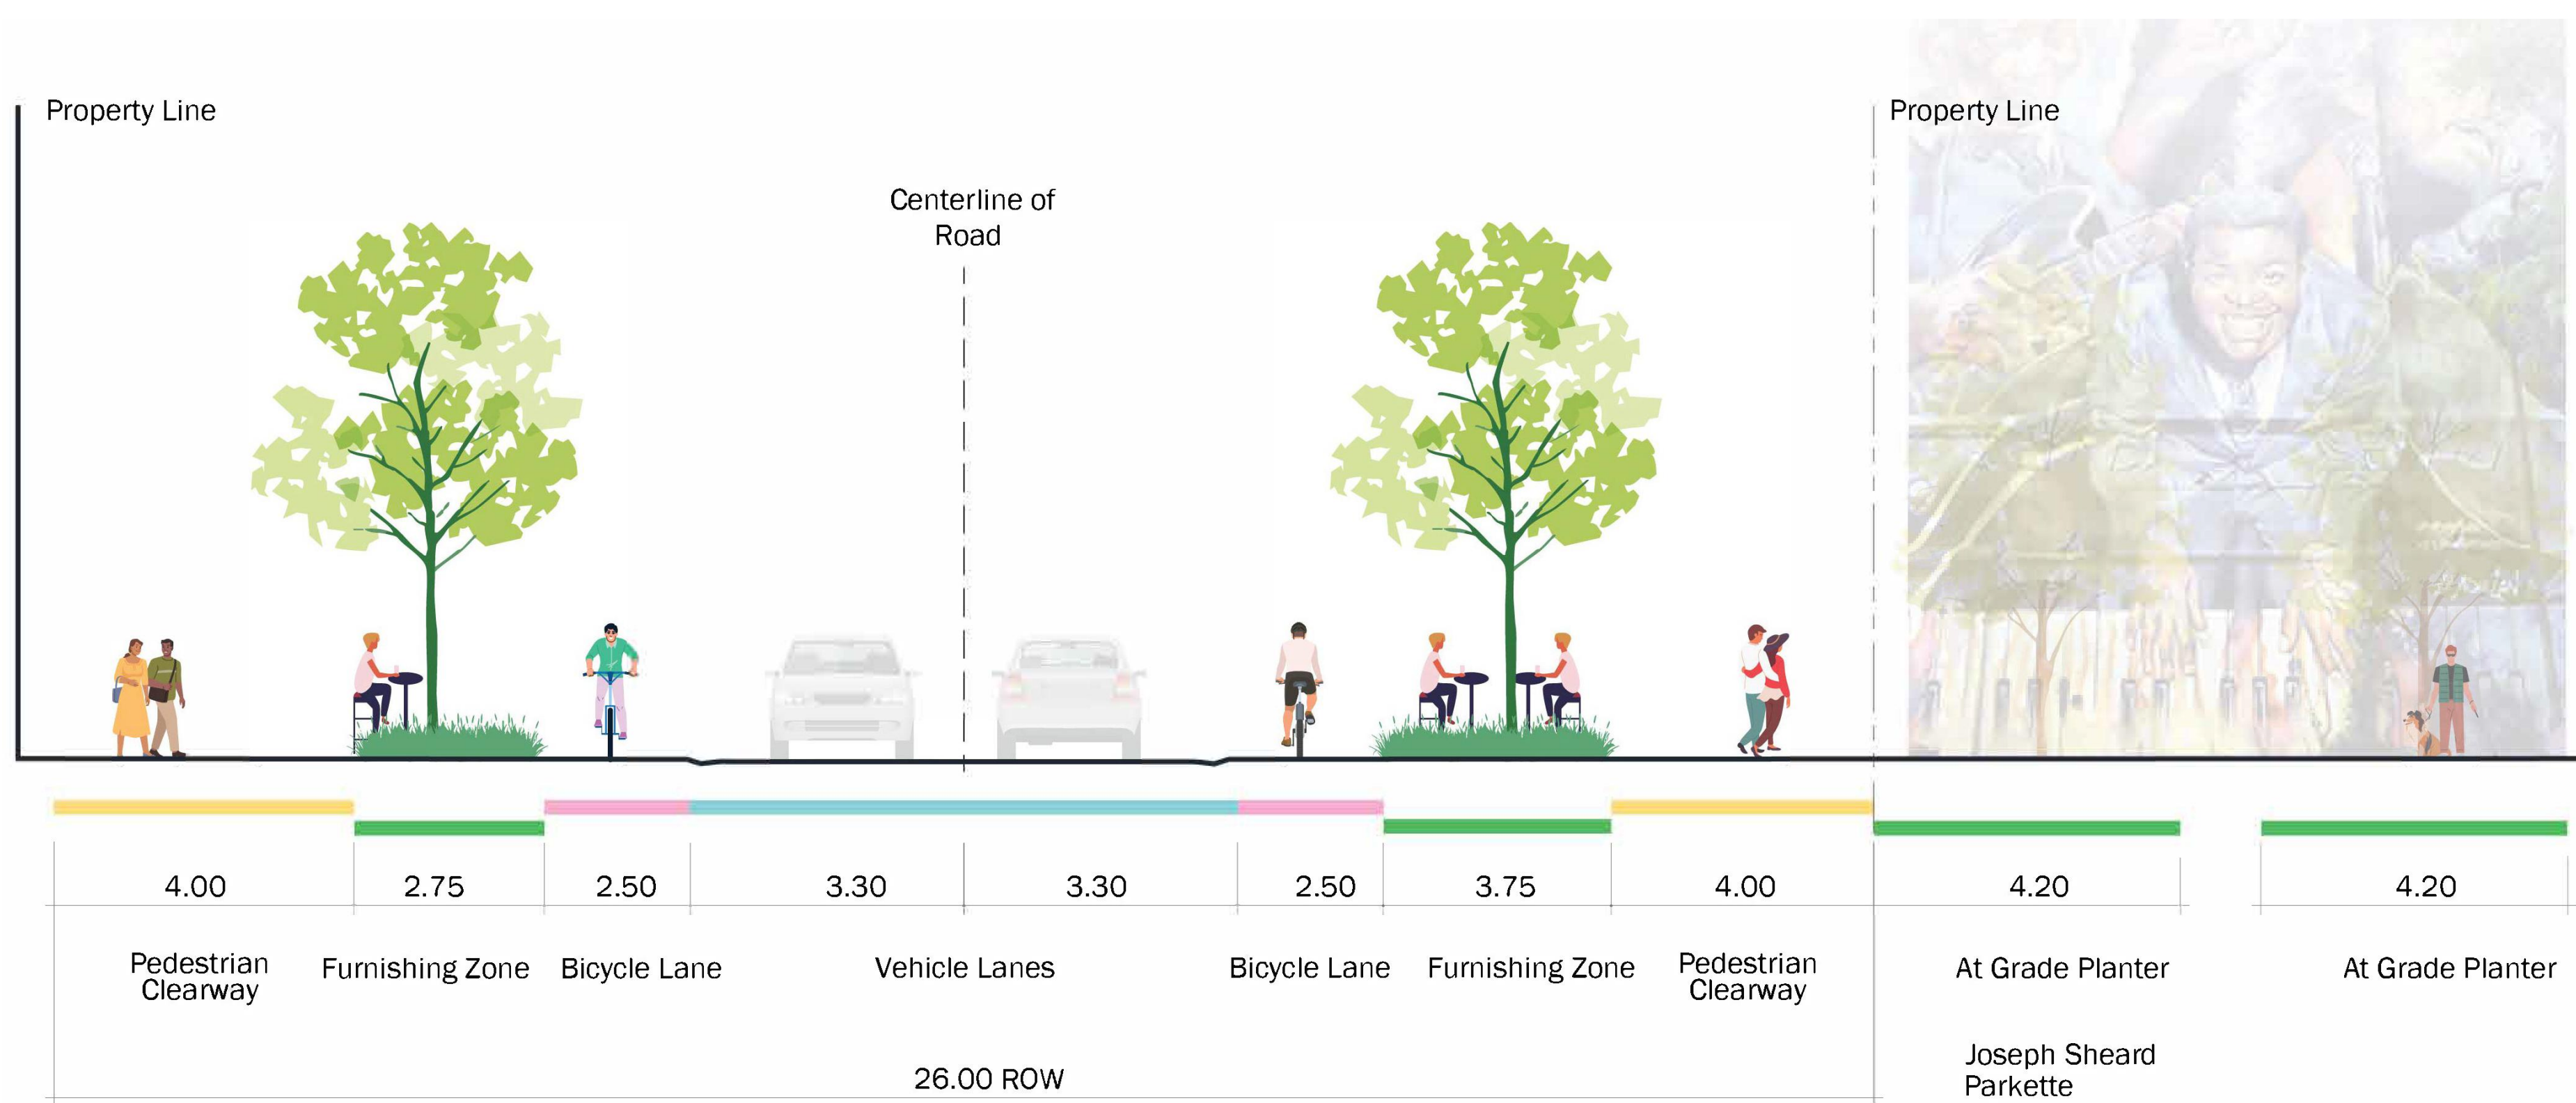 Property Line
Property Line
Centerline of
Road
4.00
2.75
2.50
3.30
3.30
2.50
3.75
4.00
4.20
4.20
Pedestrian
Clearway
Furnishing Zone
Bicycle Lane
Vehicle Lanes
Bicycle Lane
Furnishing Zone
Pedestrian
Clearway
At Grade Planter
At Grade Planter
Joseph Sheard
Parkette
26.00 ROW